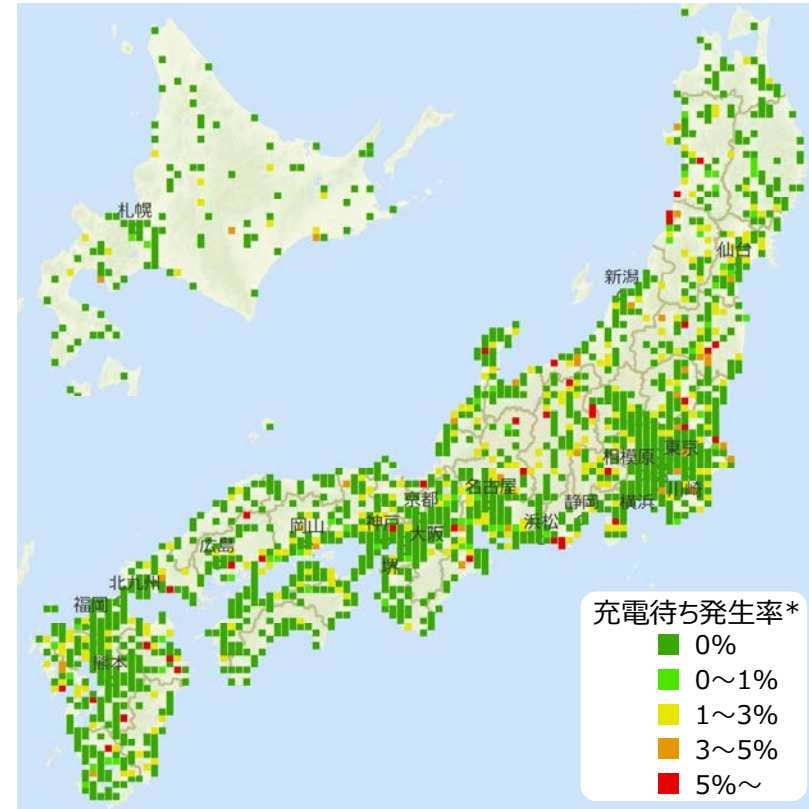 札幌
仙台
新潟
東京
相模原
名古屋
川崎
京都
静岡
横浜
浜松
神戸
岡山
大阪
広島
堺
北九州
福岡
熊本
充電待ち発生率*
0%
0～1%
1～3%
3～5%
5%～